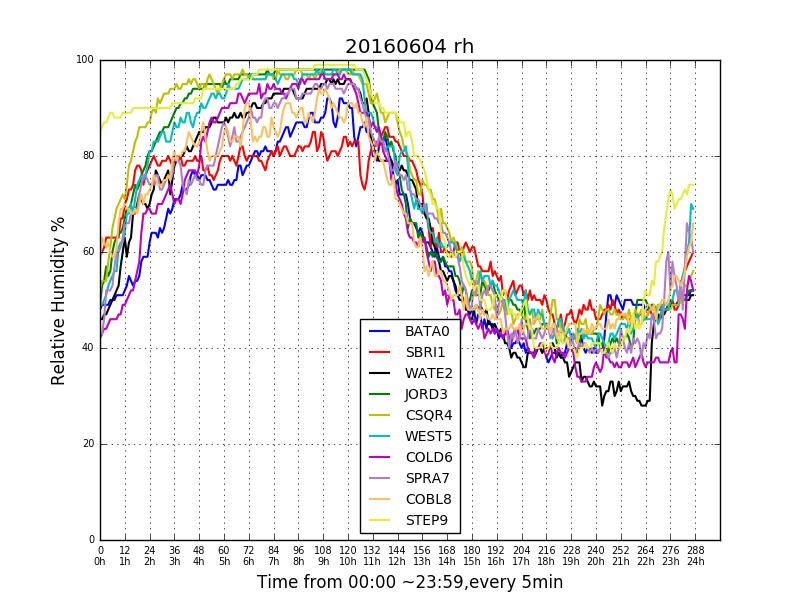 20160604 rh
100
80
60
40
20
0
Relative Humidity %
BATA0
SBRI1
WATE2
JORD3
CSQR4
WEST5
COLD6
SPRA7
COBL8
STEP9
0 12 24 36 48 60 72 84 96 108 120 132 144 156 168 180 192 204 216 228 240 252 264 276 288
0h 1h 2h 3h 4h 5h 6h 7h 8h 9h 10h 11h 12h 13h 14h 15h 16h 17h 18h 19h 20h 21h 22h 23h 24h
Time from 00:00 ~23:59,every 5min